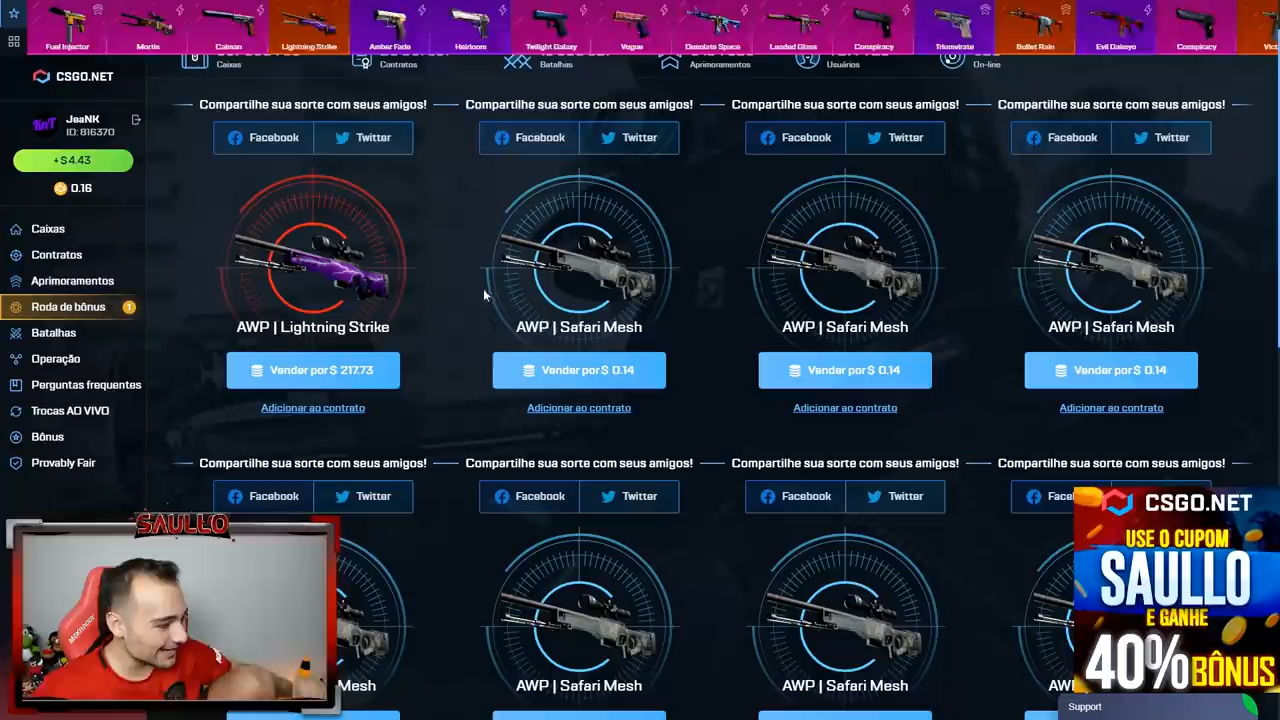 Fuel Injector
Mortis
Caiman
Lightning Strike
Amber Fade
Heirloom
Twilight Galaxy
Vogue
Desolate Space
Leaded Glass
Conspiracy
Triumvirate
Bullet Rain
Evil Daimyo
Conspiracy
CSGO.NET
Caixas
Contratos
Batalhas
Aprimoramentos
Usuários
On-line
KnT
JeaNK
ID: 816370
+$ 4.43
0.16
Caixas
Contratos
Aprimoramentos
Roda de bônus 1
Batalhas
Operação
Perguntas frequentes
Trocas AO VIVO
Bônus
Provably Fair
Compartilhe sua sorte com seus amigos!
Compartilhe sua sorte com seus amigos!
Compartilhe sua sorte com seus amigos!
Compartilhe sua sorte com seus amigos!
Facebook Twitter
Facebook Twitter
Facebook Twitter
Facebook Twitter
AWP | Lightning Strike
AWP | Safari Mesh
AWP | Safari Mesh
AWP | Safari Mesh
Vender por $ 217.73
Vender por $ 0.14
Vender por $ 0.14
Vender por $ 0.14
Adicionar ao contrato
Adicionar ao contrato
Adicionar ao contrato
Adicionar ao contrato
Compartilhe sua sorte com seus amigos!
Compartilhe sua sorte com seus amigos!
Compartilhe sua sorte com seus amigos!
Compartilhe sua sorte com seus amigos!
Facebook Twitter
Facebook Twitter
Facebook Twitter
Mesh
AWP | Safari Mesh
AWP | Safari Mesh
SAULLO
CSGO.NET
USE O CUPOM
SAULLO
E GANHE
40% BÔNUS
Support